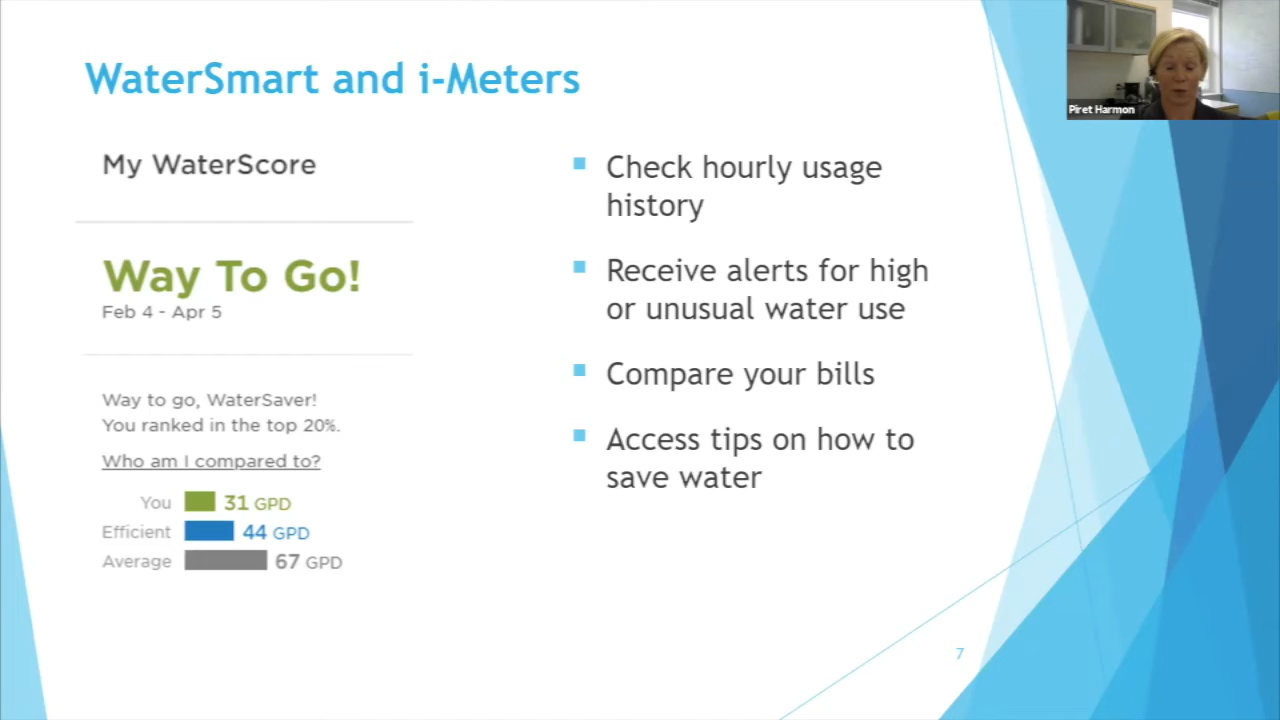 WaterSmart and i-Meters
My WaterScore
Way To Go!
Feb 4 - Apr 5
Way to go, WaterSaver!
You ranked in the top 20%.
Who am I compared to?
You 31 GPD
Efficient 44 GPD
Average 67 GPD
Check hourly usage
history
Receive alerts for high
or unusual water use
Compare your bills
Access tips on how to
save water
7
Piret Harmon